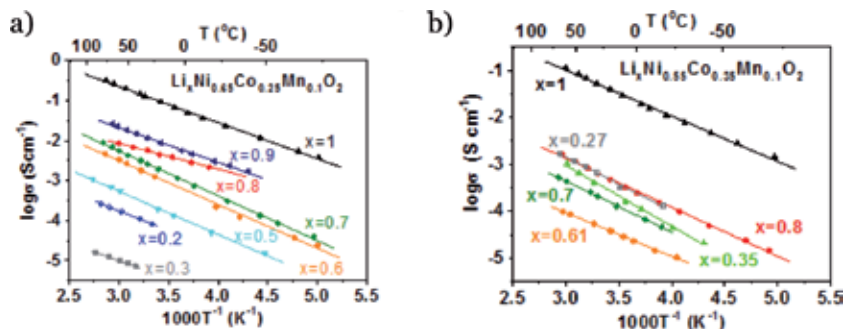 a)
T (⁰C)
100 50 0 -50
0
-1
-2
-3
-4
-5
logσ (Scm⁻¹)
LiₓNi₀.₆₅Co₀.₂₅Mn₀.₁O₂
x=1
x=0.9
x=0.8
x=0.7
x=0.2
x=0.5
x=0.6
x=0.3
2.5 3.0 3.5 4.0 4.5 5.0 5.5
1000T⁻¹ (K⁻¹)
b)
T (⁰C)
100 50 0 -50
-1
-2
-3
-4
-5
logσ (S cm⁻¹)
LiₓNi₀.₅₅Co₀.₃₅Mn₀.₁O₂
x=1
x=0.27
x=0.7
x=0.8
x=0.35
x=0.61
2.5 3.0 3.5 4.0 4.5 5.0 5.5
1000T⁻¹ (K⁻¹)